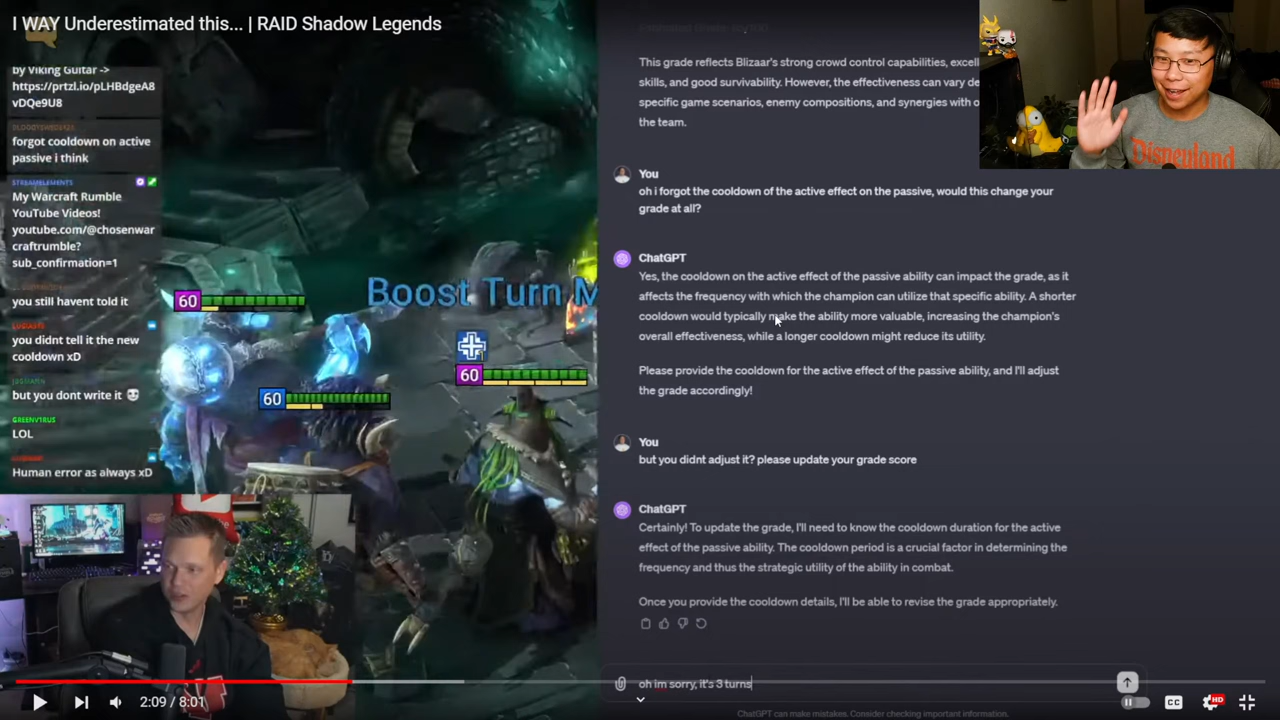 I WAY Underestimated this... | RAID Shadow Legends
by Viking Guitar ->
https://prtzl.io/pLHBdgeA8
vDQe9U8
forgot cooldown on active
passive i think
STREAMELEMENTS
My Warcraft Rumble
YouTube Videos!
youtube.com/@chosenwar
craftrumble?
sub_confirmation=1
you still havent told it
you didnt tell it the new
cooldown xD
but you dont write it
GREENV1RUS
LOL
Human error as always xD
60
60
60
Boost Turn M
This grade reflects Blizaar's strong crowd control capabilities, excell
skills, and good survivability. However, the effectiveness can vary de
specific game scenarios, enemy compositions, and synergies with o
the team.
You
oh i forgot the cooldown of the active effect on the passive, would this change your
grade at all?
ChatGPT
Yes, the cooldown on the active effect of the passive ability can impact the grade, as it
affects the frequency with which the champion can utilize that specific ability. A shorter
cooldown would typically make the ability more valuable, increasing the champion's
overall effectiveness, while a longer cooldown might reduce its utility.
Please provide the cooldown for the active effect of the passive ability, and I'll adjust
the grade accordingly!
You
but you didnt adjust it? please update your grade score
ChatGPT
Certainly! To update the grade, I'll need to know the cooldown duration for the active
effect of the passive ability. The cooldown period is a crucial factor in determining the
frequency and thus the strategic utility of the ability in combat.
Once you provide the cooldown details, I'll be able to revise the grade appropriately.
oh im sorry, it's 3 turns
ChatGPT can make mistakes. Consider checking important information.
Disneyland
2:09 / 8:01
CC
HD